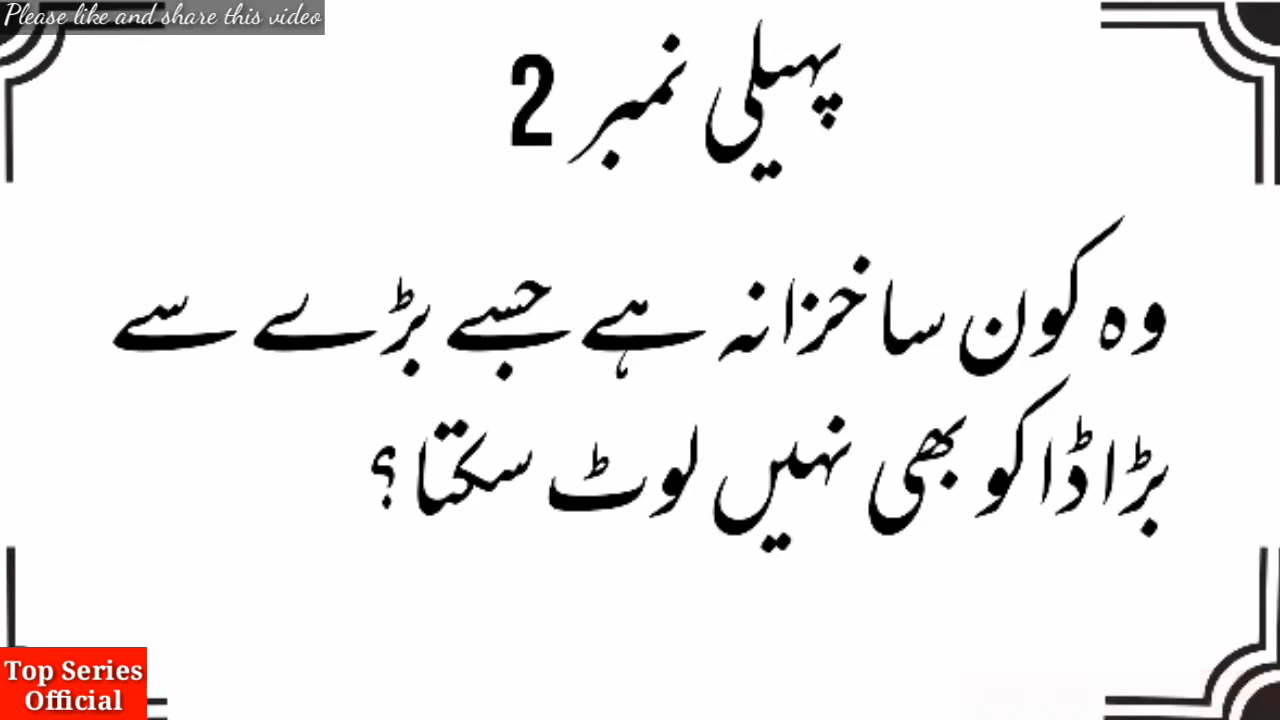 Please like and share this video
پہیلی نمبر 2
وہ کون سا خزانہ ہے جسے بڑے سے
بڑا ڈاکو بھی نہیں لوٹ سکتا؟
Top Series
Official